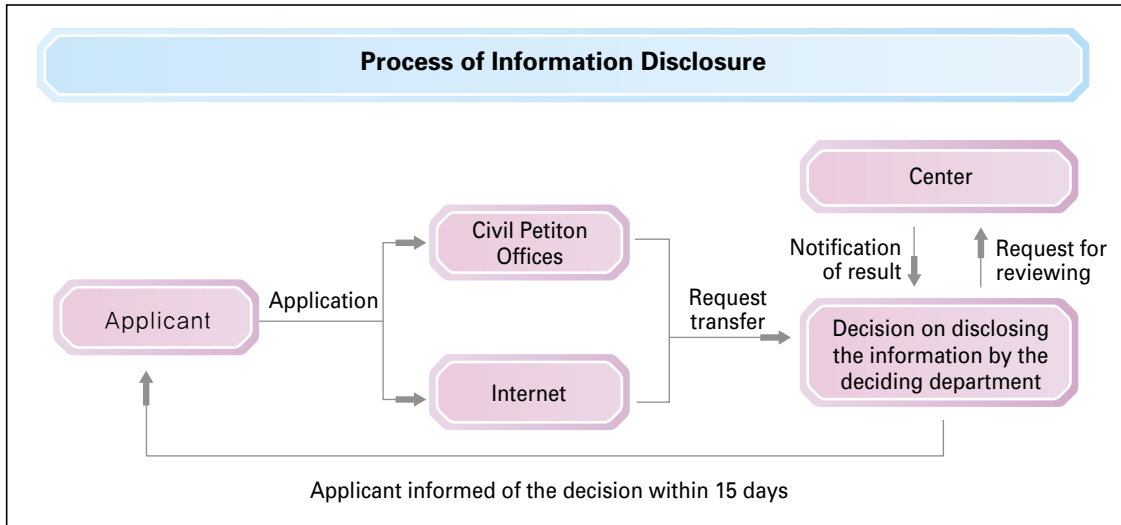 Process of Information Disclosure
Center
Civil Petiton
Offices
Notification
of result
Request for
reviewing
Application
Request
transfer
Applicant
Decision on disclosing
the information by the
deciding department
Internet
Applicant informed of the decision within 15 days